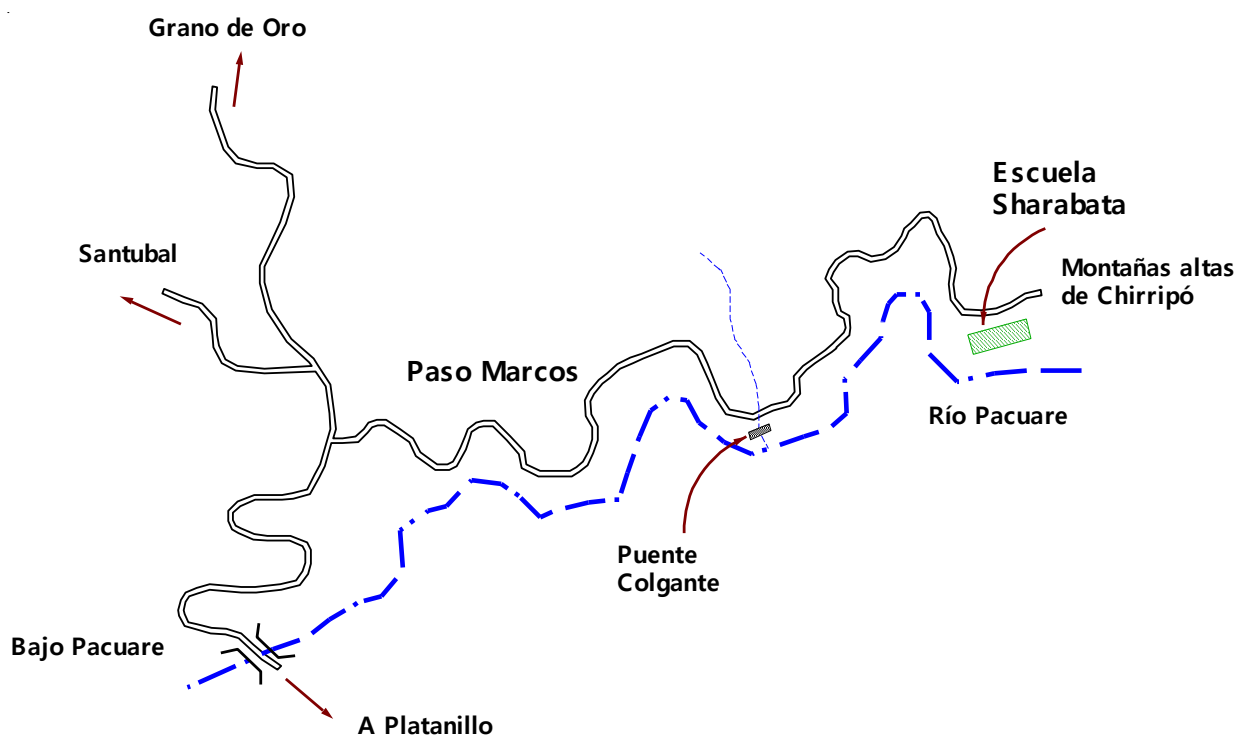 Grano de Oro
Escuela
Sharabata
Santubal
Montañas altas
de Chirripó
Paso Marcos
Río Pacuare
Puente
Colgante
Bajo Pacuare
A Platanillo